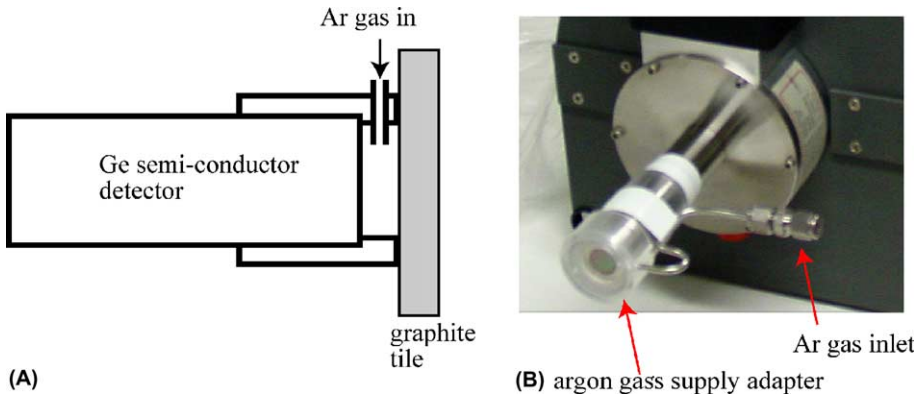 Ar gas in
Ge semi-conductor
detector
graphite
tile
(A)
Ar gas inlet
(B) argon gass supply adapter